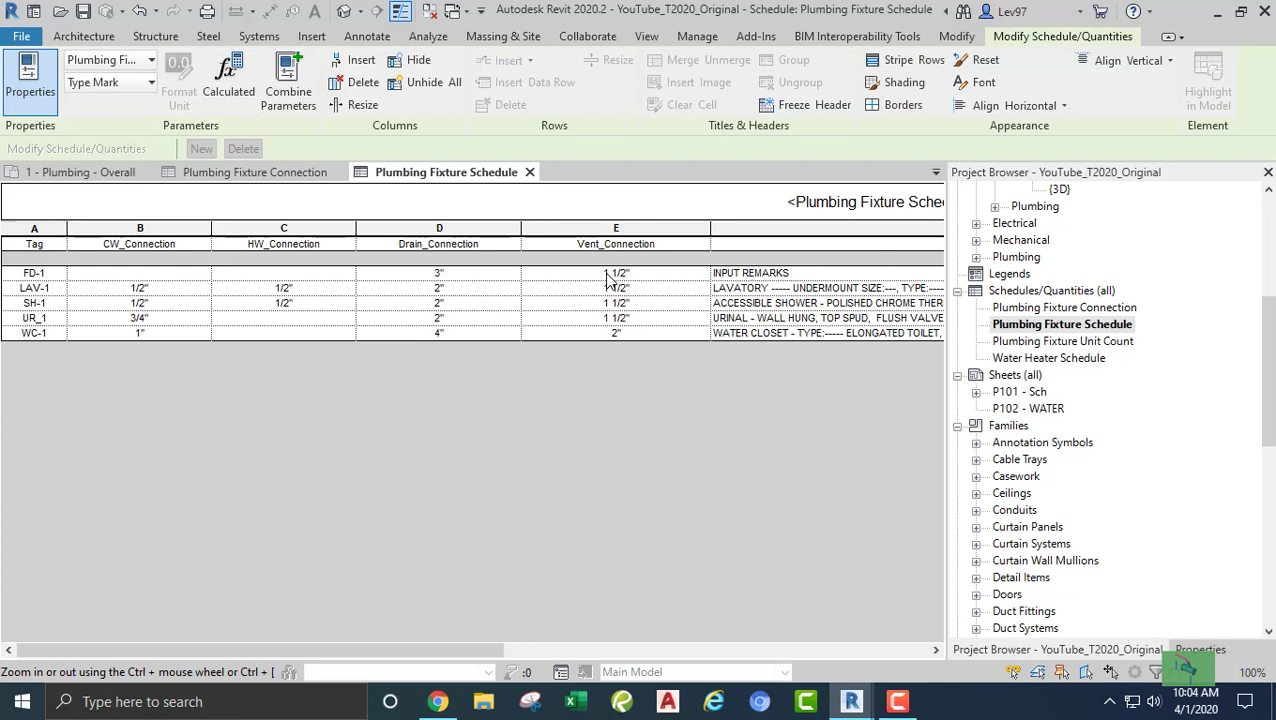 Autodesk Revit 2020.2 - YouTube_T2020_Original - Schedule: Plumbing Fixture Schedule
Lev97
File Architecture Structure Steel Systems Insert Annotate Analyze Massing & Site Collaborate View Manage Add-Ins BIM Interoperability Tools Modify Modify Schedule/Quantities
Properties
Plumbing Fi...
Type Mark
Format Unit
Calculated
Combine Parameters
Insert
Delete
Resize
Hide
Unhide All
Insert
Insert Data Row
Delete
Resize
Merge Unmerge
Insert Image
Clear Cell
Group
Ungroup
Freeze Header
Stripe Rows
Shading
Borders
Reset
Font
Align Horizontal
Align Vertical
Highlight in Model
Properties Parameters Columns Rows Titles & Headers Appearance Element
Modify Schedule/Quantities New Delete
1 - Plumbing - Overall Plumbing Fixture Connection Plumbing Fixture Schedule
<Plumbing Fixture Sche
A B C D E
Tag CW_Connection HW_Connection Drain_Connection Vent_Connection
FD-1 3" 1 1/2" INPUT REMARKS
LAV-1 1/2" 1/2" 2" 1 1/2" LAVATORY ----- UNDERMOUNT SIZE:---, TYPE:----
SH-1 1/2" 1/2" 2" 1 1/2" ACCESSIBLE SHOWER - POLISHED CHROME THER
UR_1 3/4" 2" 1 1/2" URINAL - WALL HUNG, TOP SPUD, FLUSH VALVE
WC-1 1" 4" 2" WATER CLOSET - TYPE:----- ELONGATED TOILET,
Project Browser - YouTube_T2020_Original
{3D}
Plumbing
Electrical
Mechanical
Plumbing
Legends
Schedules/Quantities (all)
Plumbing Fixture Connection
Plumbing Fixture Schedule
Plumbing Fixture Unit Count
Water Heater Schedule
Sheets (all)
P101 - Sch
P102 - WATER
Families
Annotation Symbols
Cable Trays
Casework
Ceilings
Conduits
Curtain Panels
Curtain Systems
Curtain Wall Mullions
Detail Items
Doors
Duct Fittings
Duct Systems
Project Browser - YouTube_T2020_Original Properties
Zoom in or out using the Ctrl + mouse wheel or Ctrl + [ :0 Main Model 100%
Type here to search
10:04 AM
4/1/2020